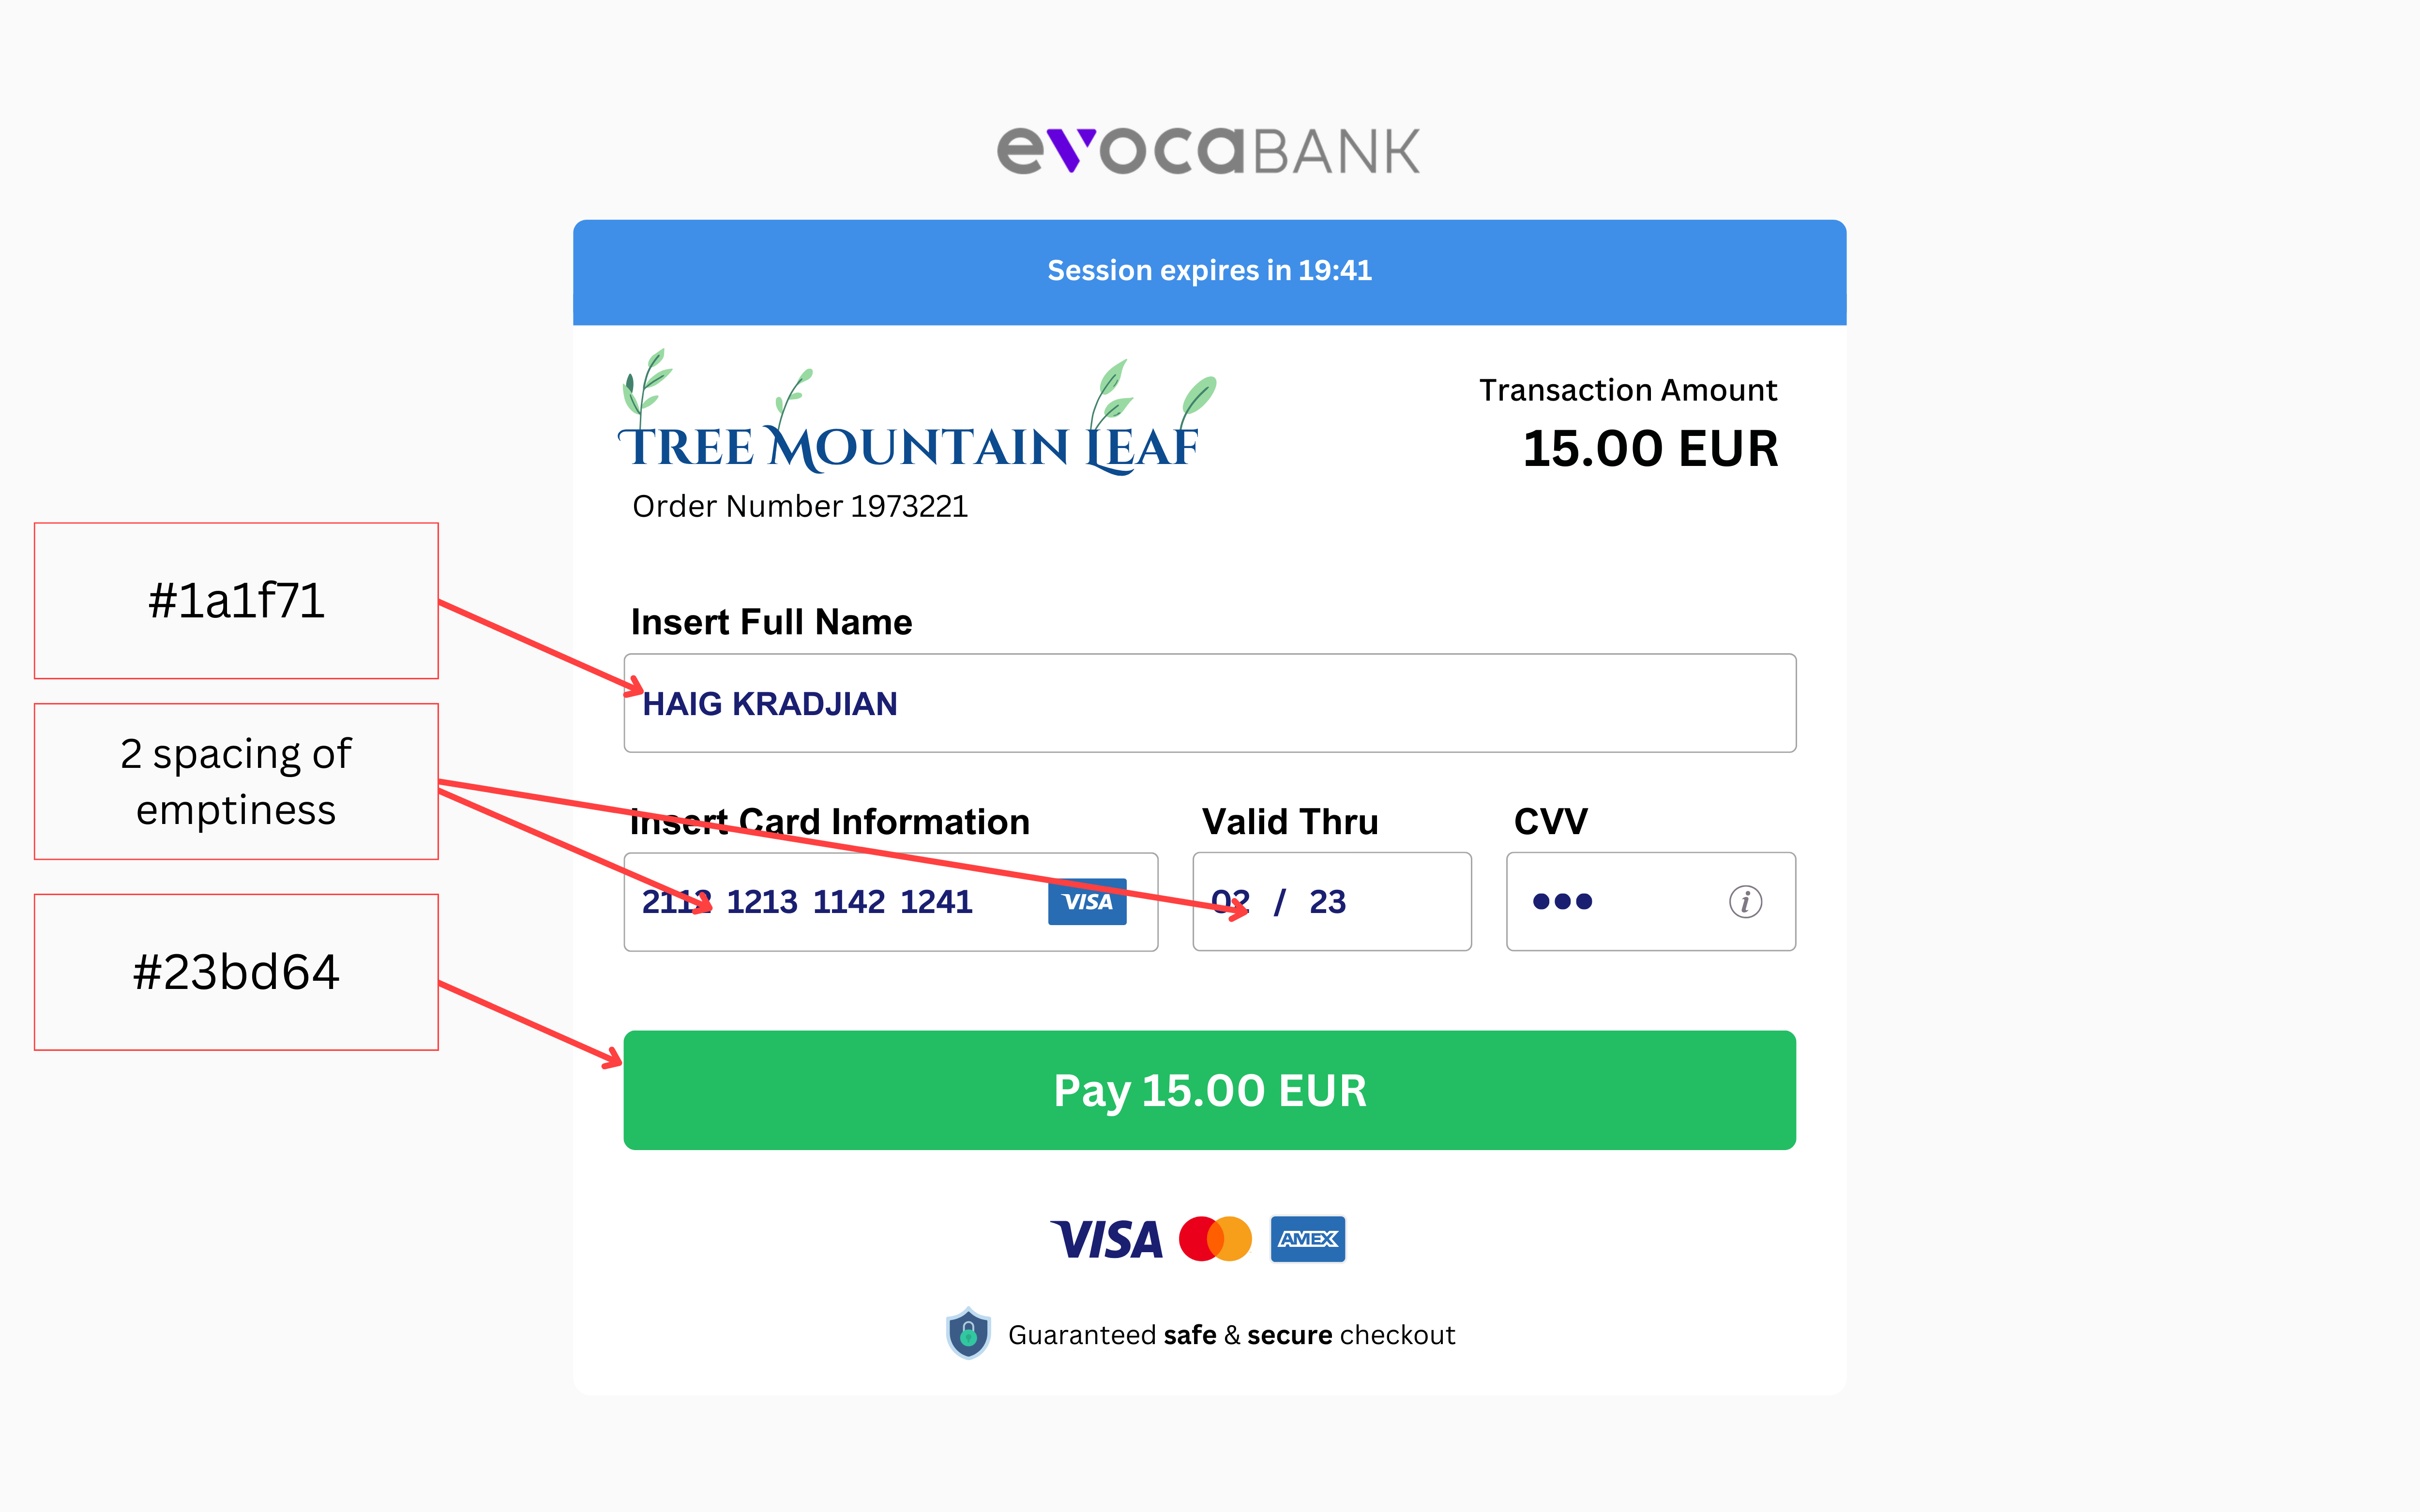 evocaBANK
Session expires in 19:41
TREE MOUNTAIN LEAF
Transaction Amount
15.00 EUR
Order Number 1973221
#1a1f71
Insert Full Name
HAIG KRADJIAN
2 spacing of
emptiness
Insert Card Information
Valid Thru
CVV
2112  1213  1142  1241
VISA
02 / 23
i
#23bd64
Pay 15.00 EUR
VISA
AMEX
Guaranteed safe & secure checkout